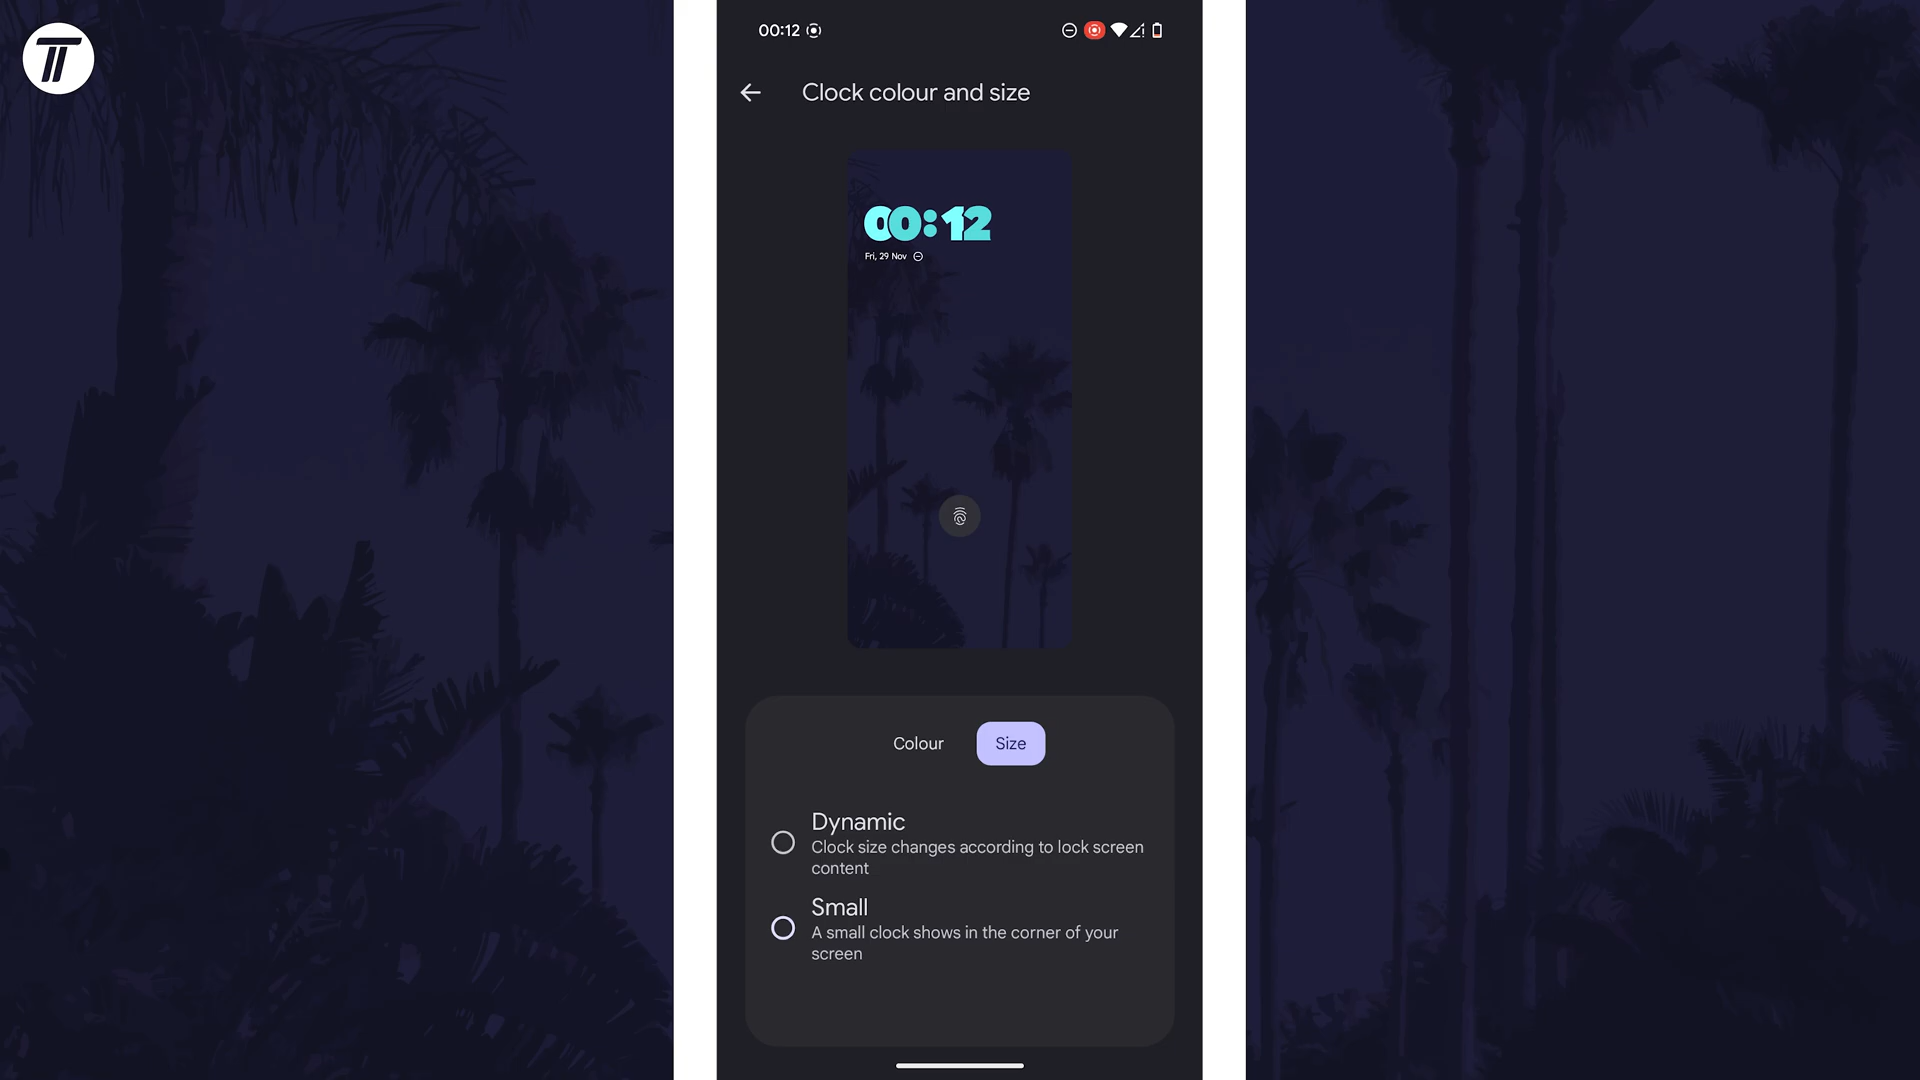 00:12
Clock colour and size
00:12
Fri, 29 Nov
Colour
Size
Dynamic
Clock size changes according to lock screen
content
Small
A small clock shows in the corner of your
screen